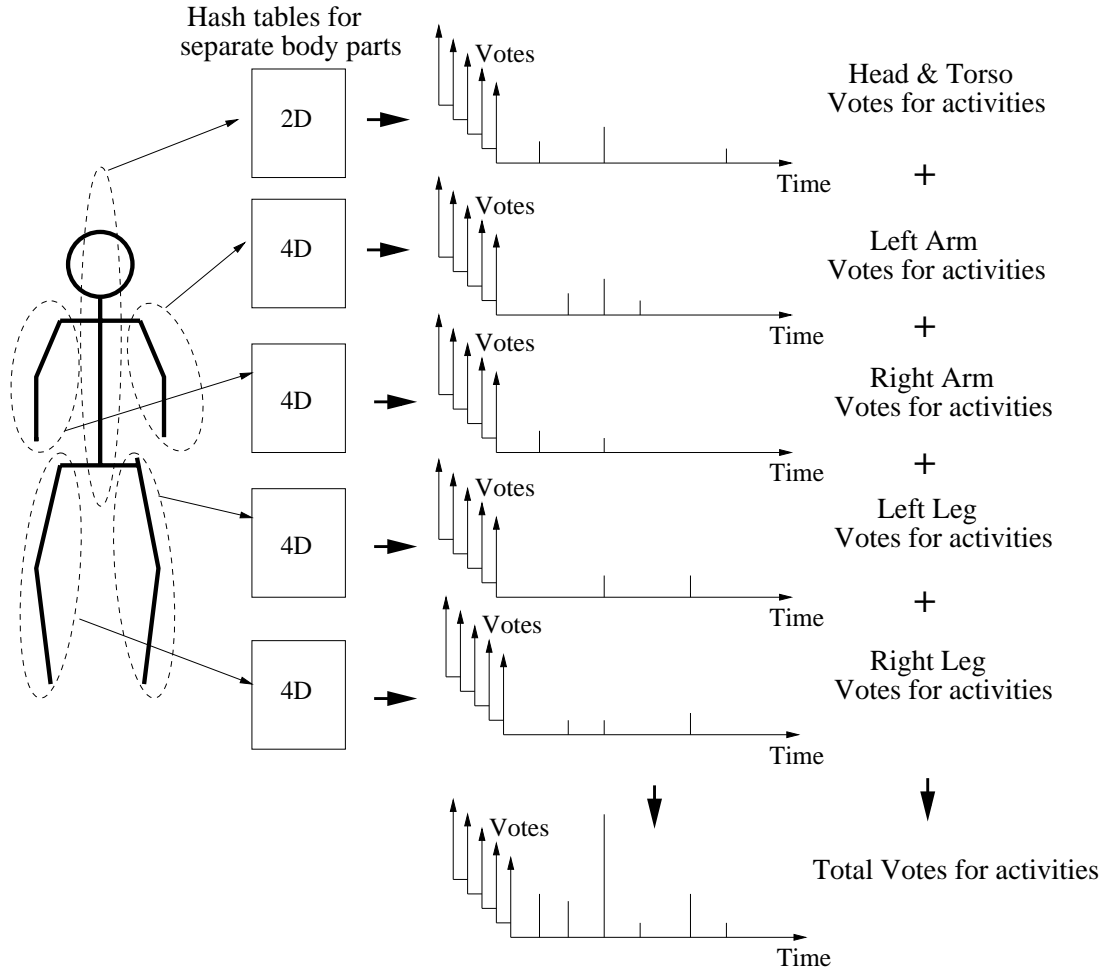 Hash tables for
separate body parts
2D
Votes
Time
Head & Torso
Votes for activities
+
4D
Votes
Time
Left Arm
Votes for activities
+
4D
Votes
Time
Right Arm
Votes for activities
+
4D
Votes
Time
Left Leg
Votes for activities
+
4D
Votes
Time
Right Leg
Votes for activities
Votes
Time
Total Votes for activities